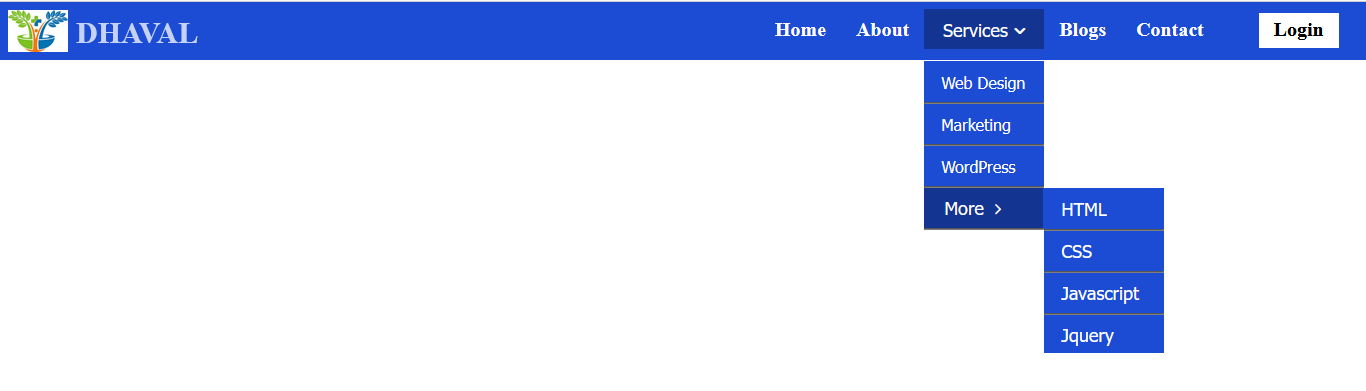 DHAVAL Home About Services Blogs Contact Login
Web Design
Marketing
WordPress
More
HTML
CSS
Javascript
Jquery